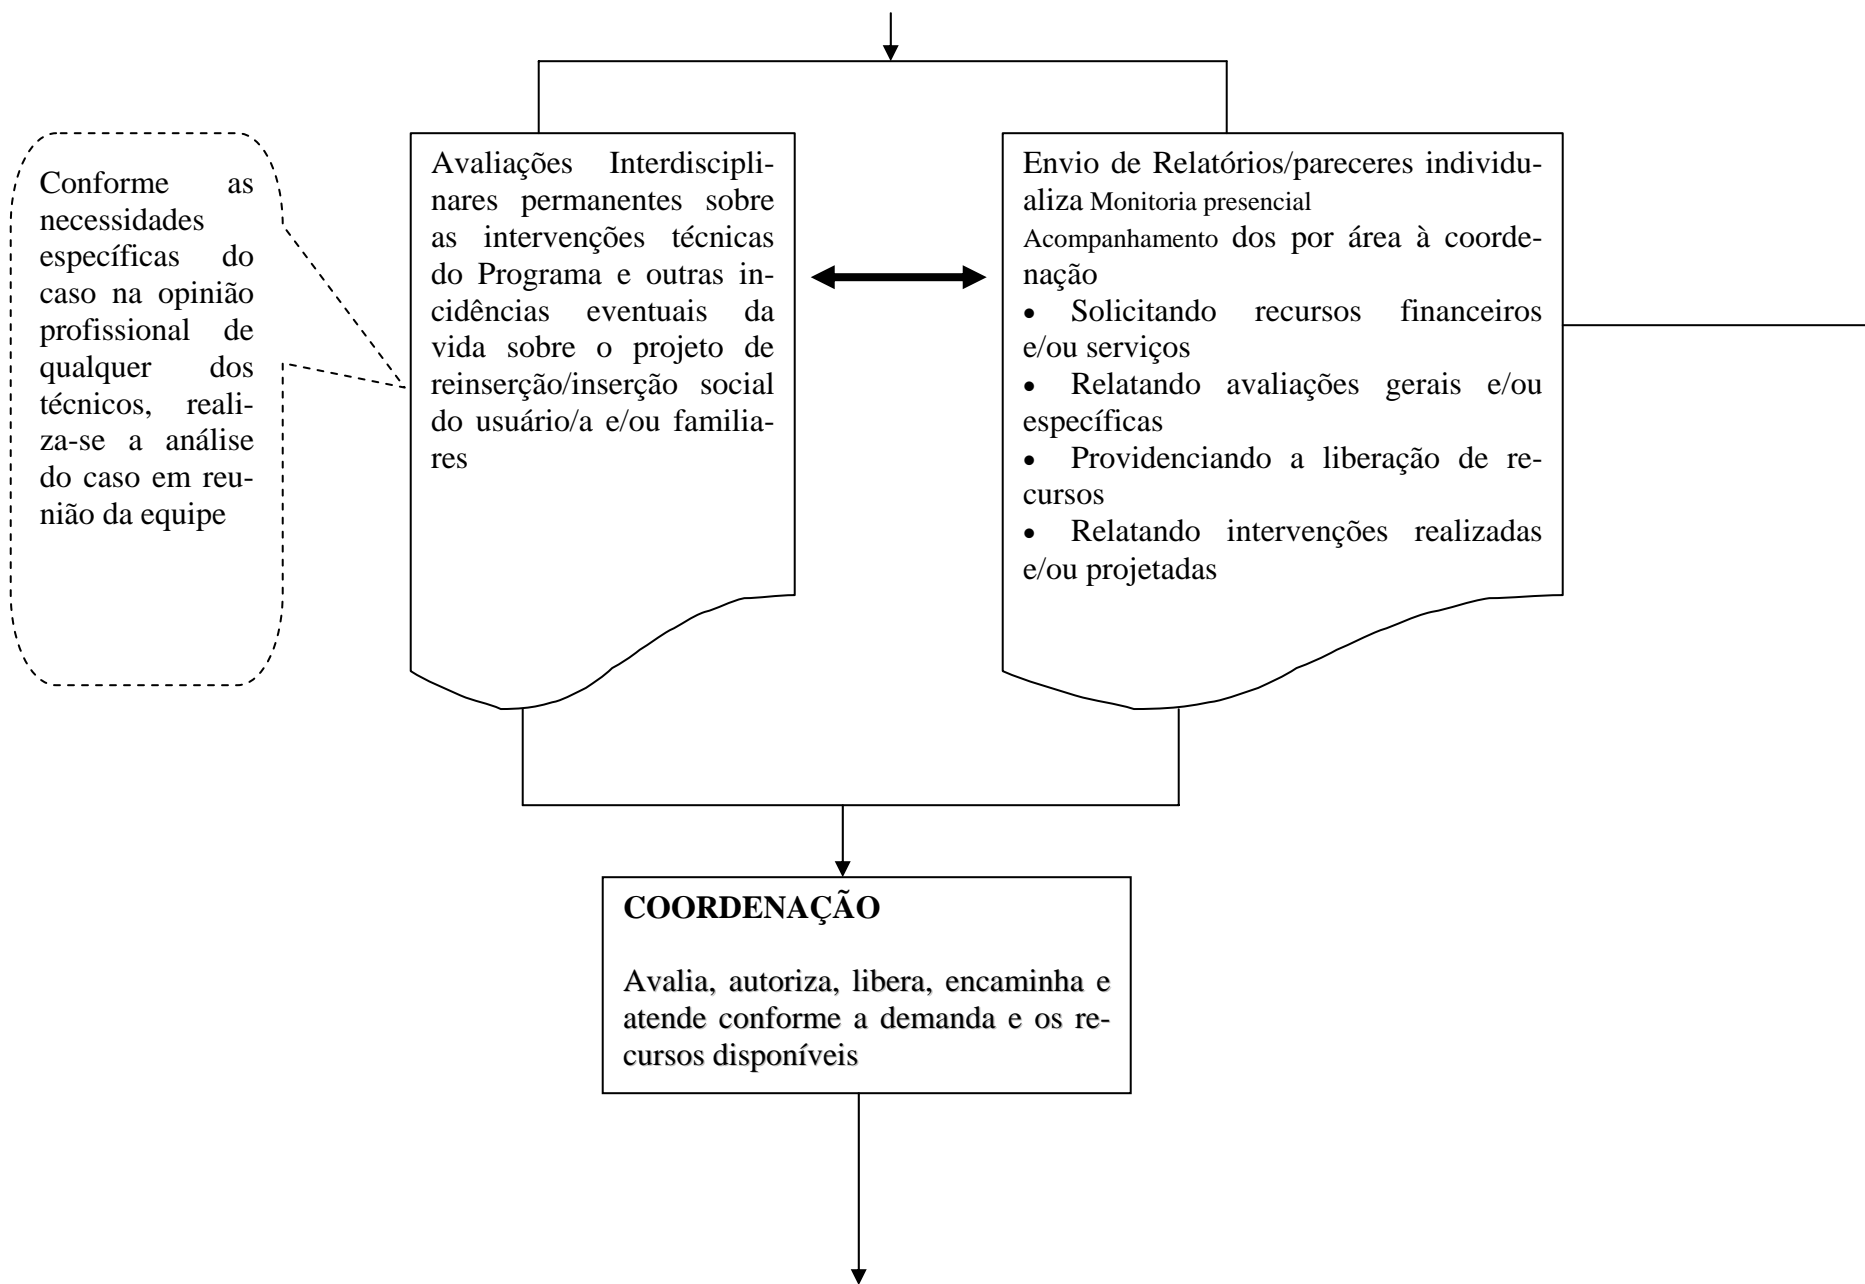 Conforme as
necessidades
específicas do
caso na opinião
profissional de
qualquer dos
técnicos, reali-
za-se a análise
do caso em reu-
nião da equipe
Avaliações Interdiscipli-
nares permanentes sobre
as intervenções técnicas
do Programa e outras in-
cidências eventuais da
vida sobre o projeto de
reinserção/inserção social
do usuário/a e/ou familia-
res
Envio de Relatórios/pareceres individu-
aliza Monitoria presencial
Acompanhamento dos por área à coorde-
nação
• Solicitando recursos financeiros
e/ou serviços
• Relatando avaliações gerais e/ou
específicas
• Providenciando a liberação de re-
cursos
• Relatando intervenções realizadas
e/ou projetadas
COORDENAÇÃO
Avalia, autoriza, libera, encaminha e
atende conforme a demanda e os re-
cursos disponíveis